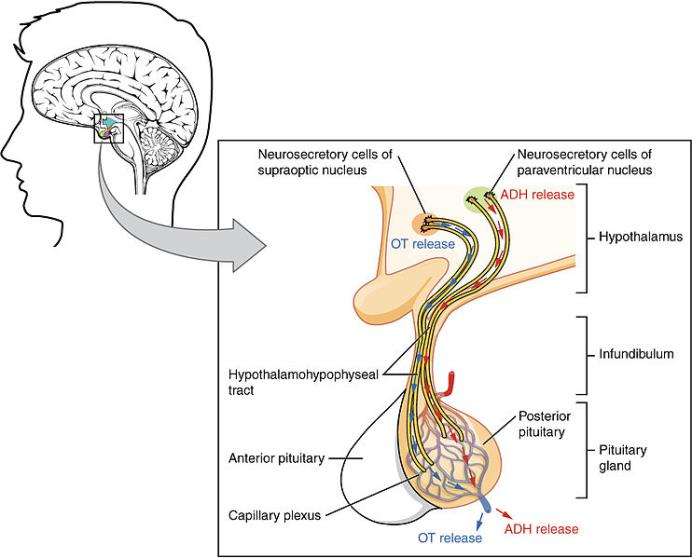 Neurosecretory cells of
supraoptic nucleus
Neurosecretory cells of
paraventricular nucleus
ADH release
OT release
Hypothalamus
Infundibulum
Hypothalamohypophyseal
tract
Posterior
pituitary
Anterior pituitary
Pituitary
gland
Capillary plexus
OT release
ADH release